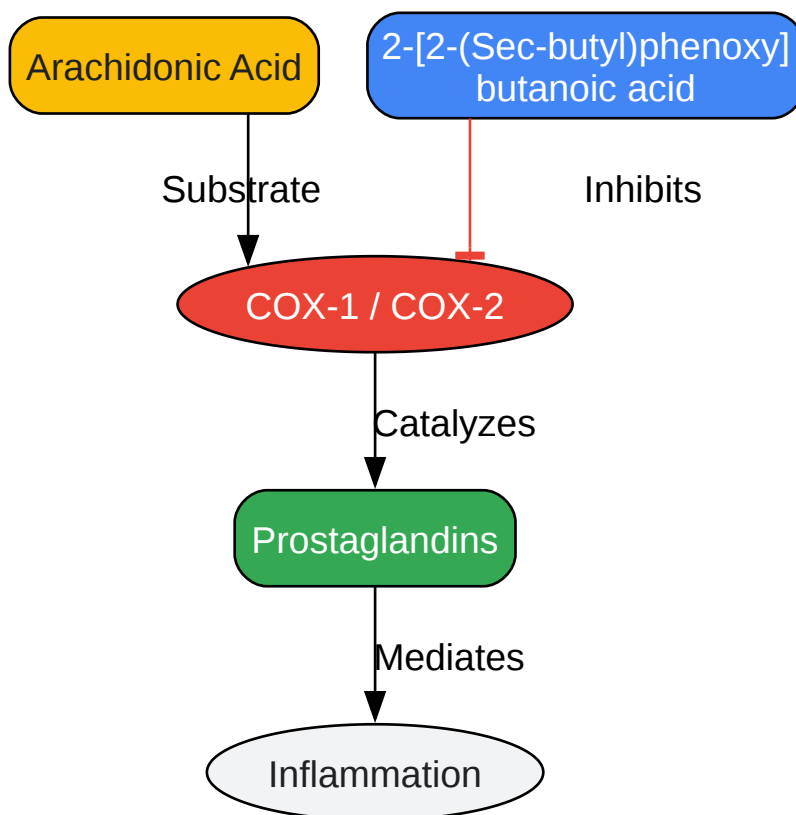 Arachidonic Acid
2-[2-(Sec-butyl)phenoxy]
butanoic acid
Substrate
Inhibits
COX-1 / COX-2
Catalyzes
Prostaglandins
Mediates
Inflammation